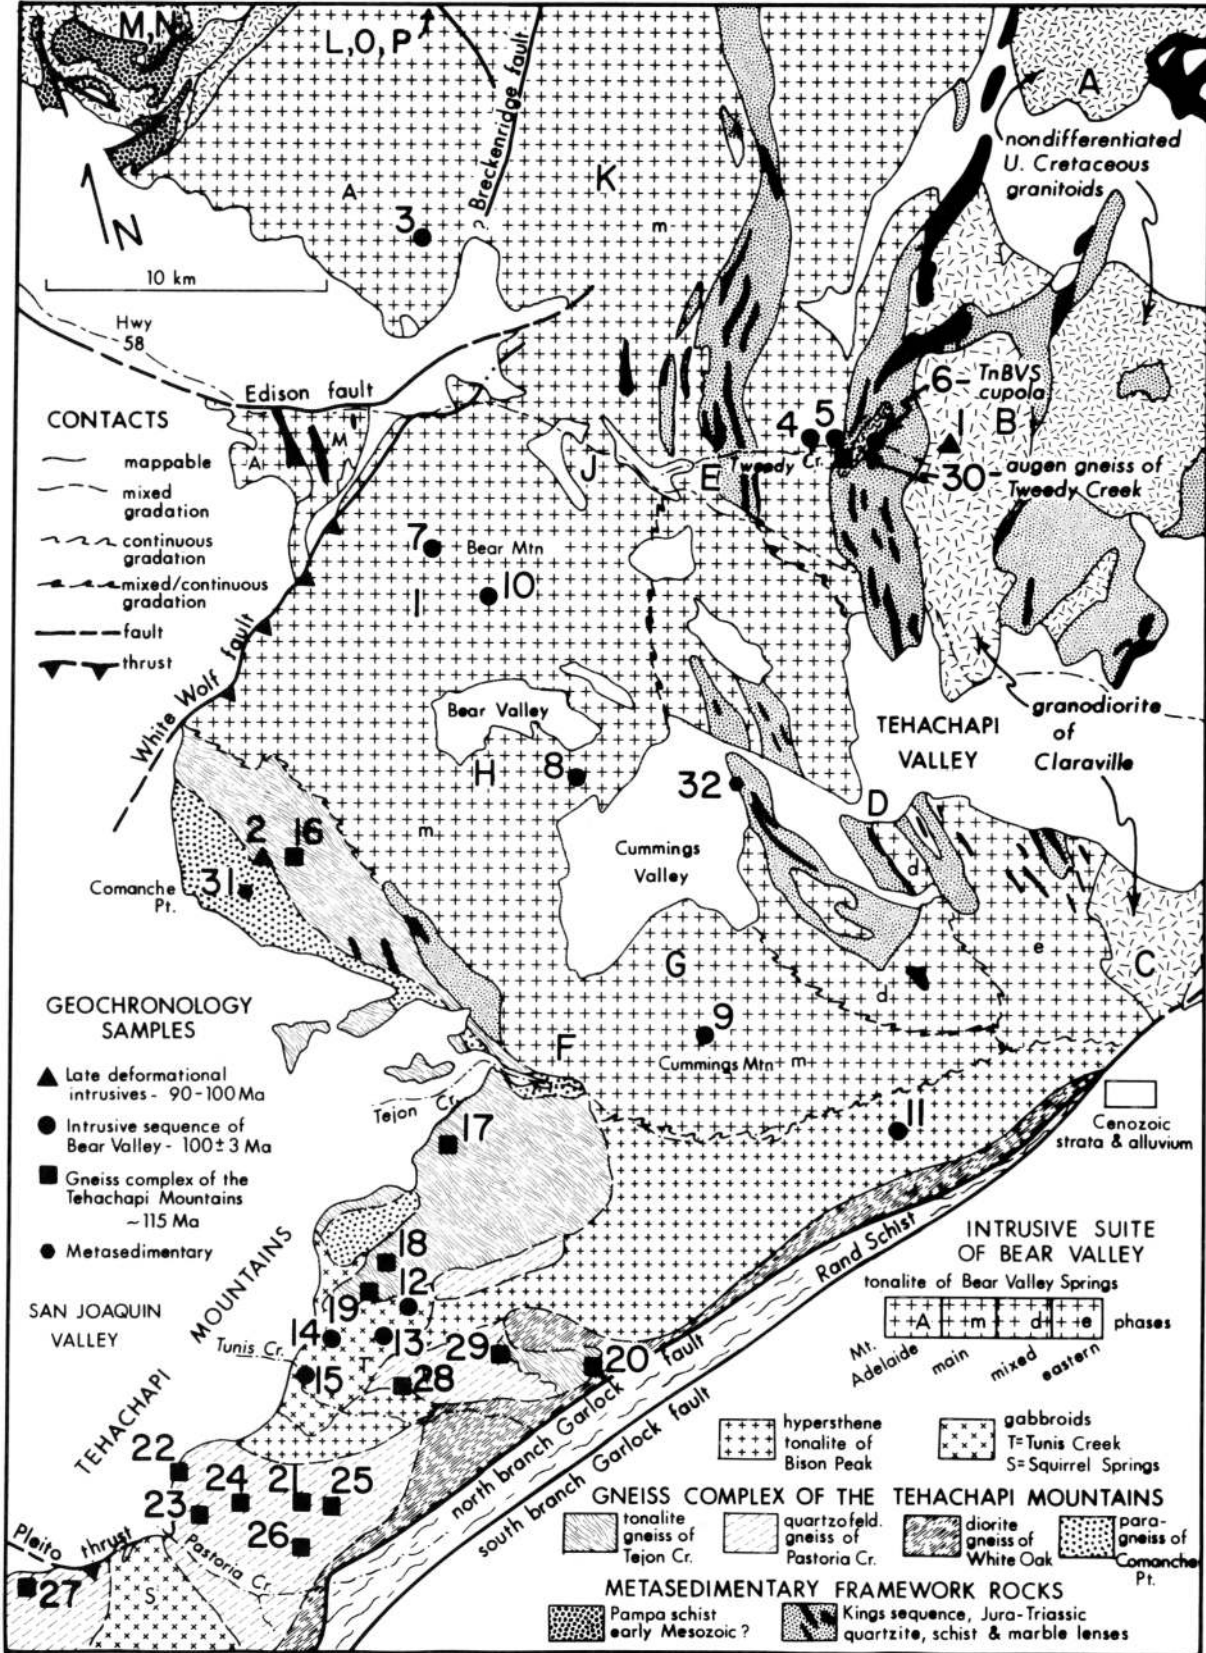 M,N
L,O,P
Breckenridge fault
?
A
nondifferentiated
U. Cretaceous
granitoids
K
A
3
m
N
10 km
Hwy
58
Edison fault
CONTACTS
mappable
mixed
gradation
continuous
gradation
mixed/continuous
gradation
fault
thrust
A
M
J
E
Tweedy Cr.
4
5
6- TnBVS
cupola
1
B
30- augen gneiss of
Tweedy Creek
7
Bear Mtn
10
I
White Wolf fault
Bear Valley
H
8
m
TEHACHAPI
VALLEY
granodiorite
of
Claraville
32
D
d
Cummings
Valley
2
16
31
Comanche
Pt.
e
C
G
d
9
Cummings Mtn
m
F
GEOCHRONOLOGY
SAMPLES
Late deformational
intrusives - 90-100 Ma
Intrusive sequence of
Bear Valley - 100±3 Ma
Gneiss complex of the
Tehachapi Mountains
~115 Ma
Metasedimentary
Tejon Cr.
17
11
Cenozoic
strata & alluvium
Rand Schist
INTRUSIVE SUITE
OF BEAR VALLEY
tonalite of Bear Valley Springs
A m d e phases
Mt.
Adelaide
main
mixed
eastern
SAN JOAQUIN
VALLEY
TEHACHAPI MOUNTAINS
18
12
19
14
13
Tunis Cr.
T
15
28
29
20
north branch Garlock fault
south branch Garlock fault
hypersthene
tonalite of
Bison Peak
gabbroids
T=Tunis Creek
S=Squirrel Springs
22
24
21
25
23
26
Pleito thrust
Pastoria Cr.
27
S
GNEISS COMPLEX OF THE TEHACHAPI MOUNTAINS
tonalite
gneiss of
Tejon Cr.
quartzofeld.
gneiss of
Pastoria Cr.
diorite
gneiss of
White Oak
para-
gneiss of
Comanche
Pt.
METASEDIMENTARY FRAMEWORK ROCKS
Pampa schist
early Mesozoic ?
Kings sequence, Jura-Triassic
quartzite, schist & marble lenses